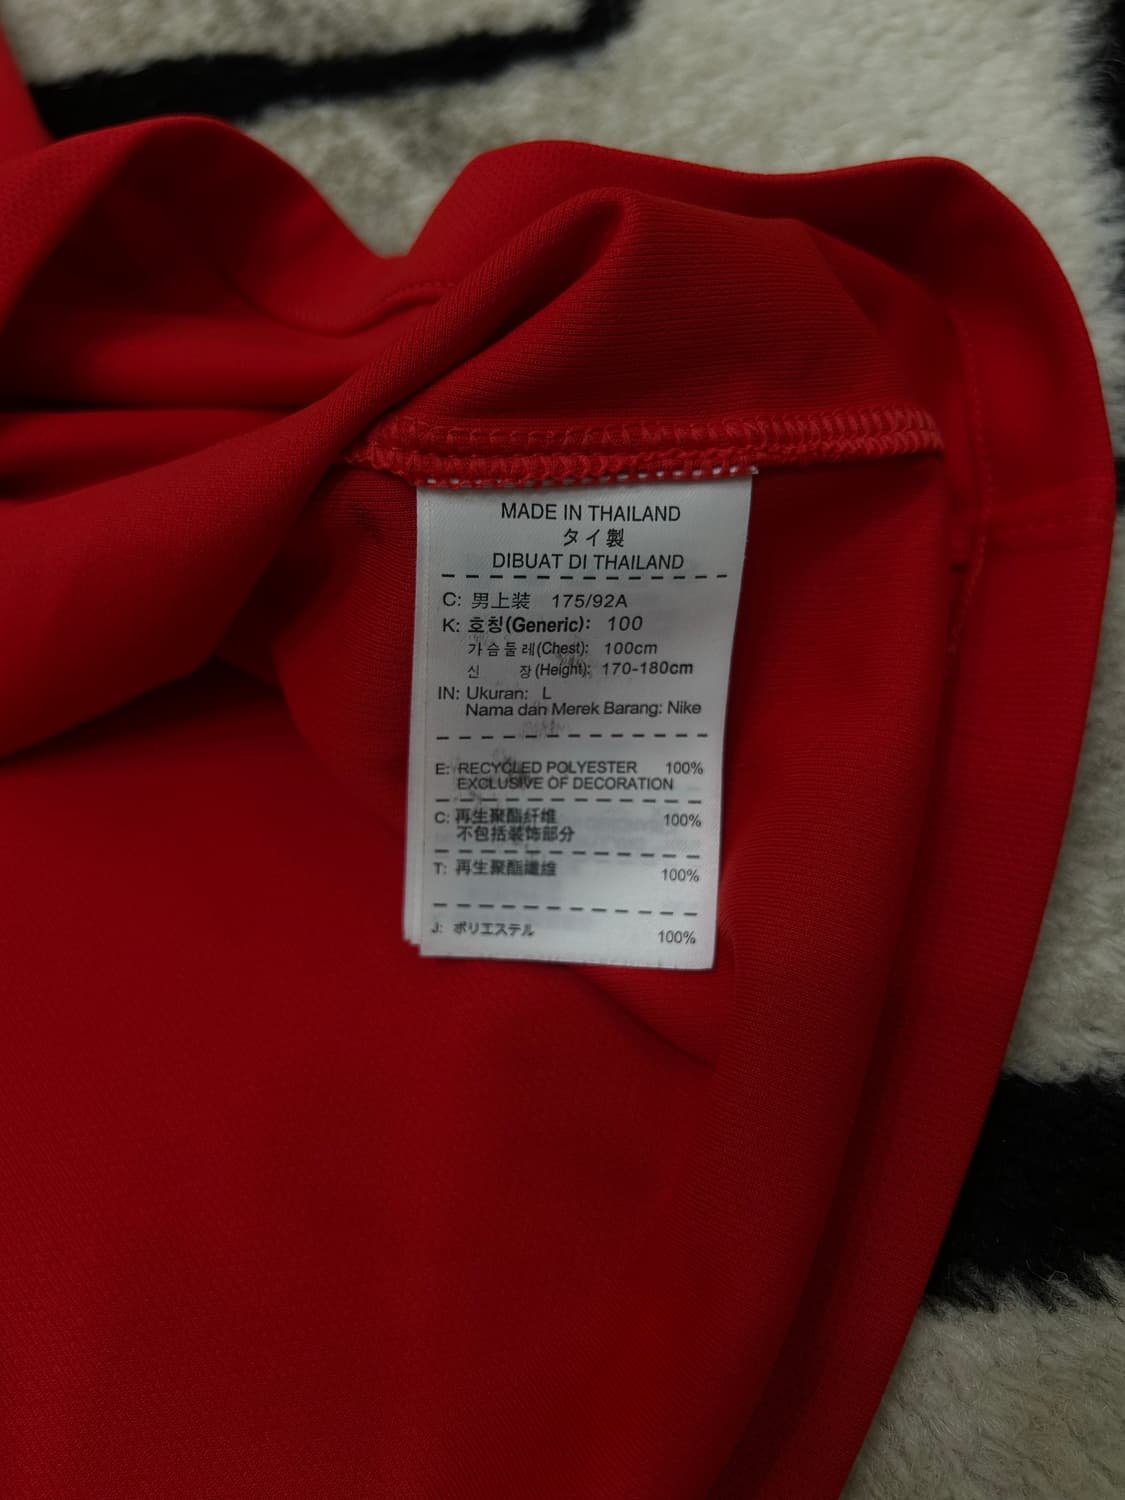 MADE IN THAILAND
タイ製
DIBUAT DI THAILAND
C: 男上装 175/92A
K: 호칭(Generic): 100
가슴둘레(Chest): 100cm
신 장(Height): 170-180cm
IN: Ukuran: L
Nama dan Merek Barang: Nike
E: RECYCLED POLYESTER 100%
EXCLUSIVE OF DECORATION
C: 再生聚酯纤维 100%
不包括装饰部分
T: 再生聚酯纖維 100%
J: ポリエステル 100%